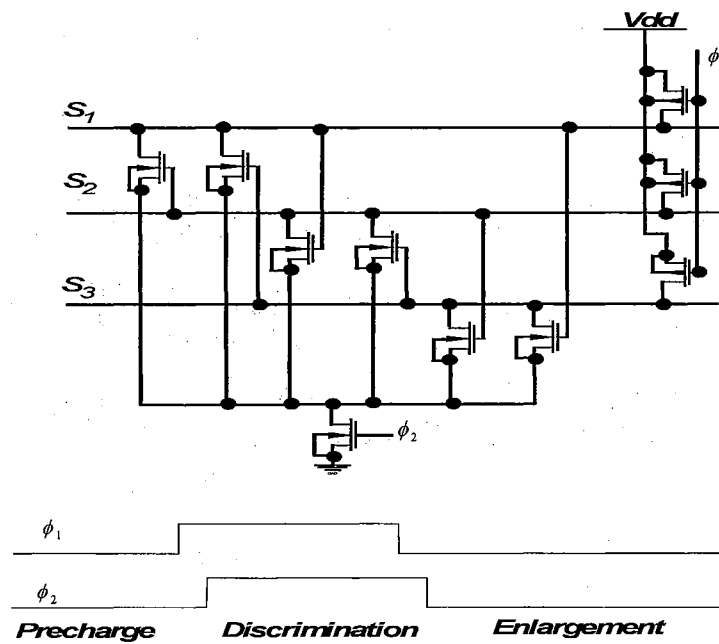 Vdd
ϕ
S1
S2
S3
ϕ2
ϕ1
ϕ2
Precharge Discrimination Enlargement